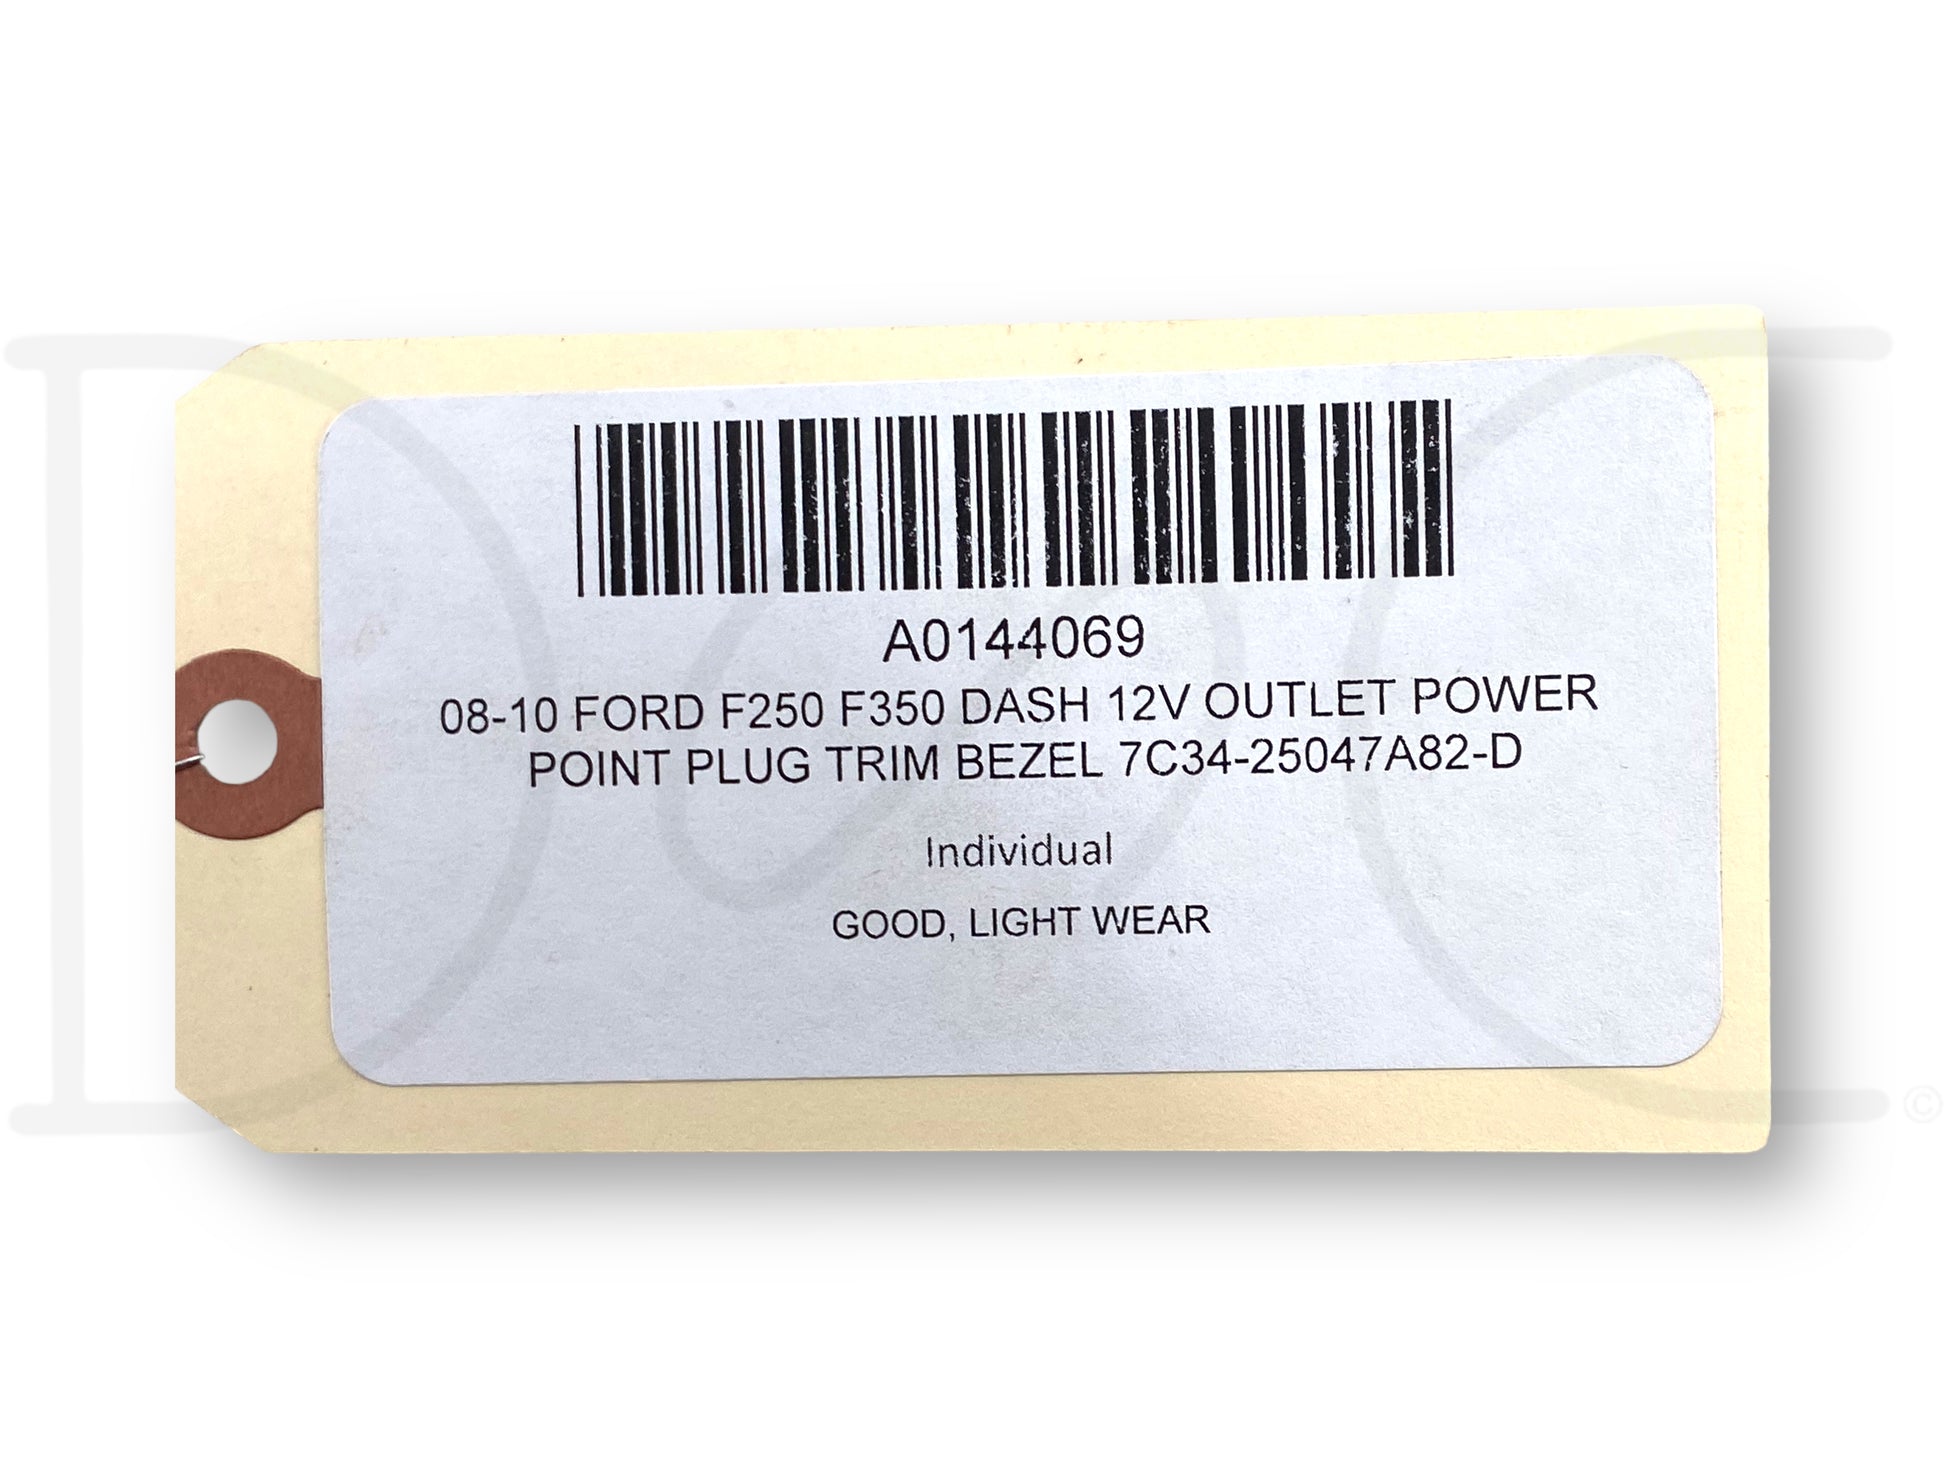 A0144069
08-10 FORD F250 F350 DASH 12V OUTLET POWER
POINT PLUG TRIM BEZEL 7C34-25047A82-D
Individual
GOOD, LIGHT WEAR
©